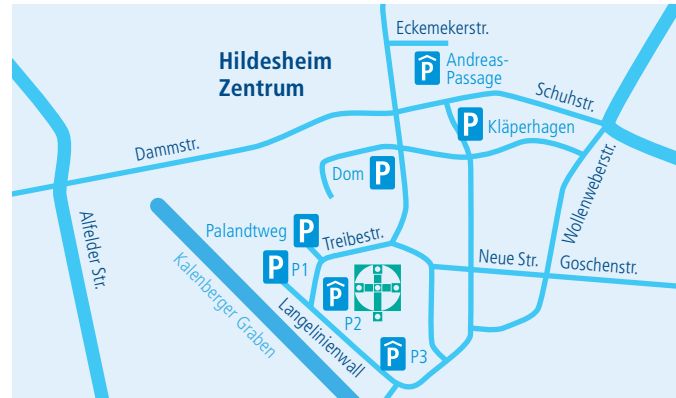 Eckemekerstr.
Hildesheim
Zentrum
P
Andreas-
Passage
Schuhstr.
P
Kläperhagen
Dammstr.
Dom
P
Wollenweberstr.
Alfelder Str.
Palandtweg
P
Treibestr.
P
P1
Neue Str.
Goschenstr.
Kalenberger Graben
Langelinienwall
P
P2
P
P3